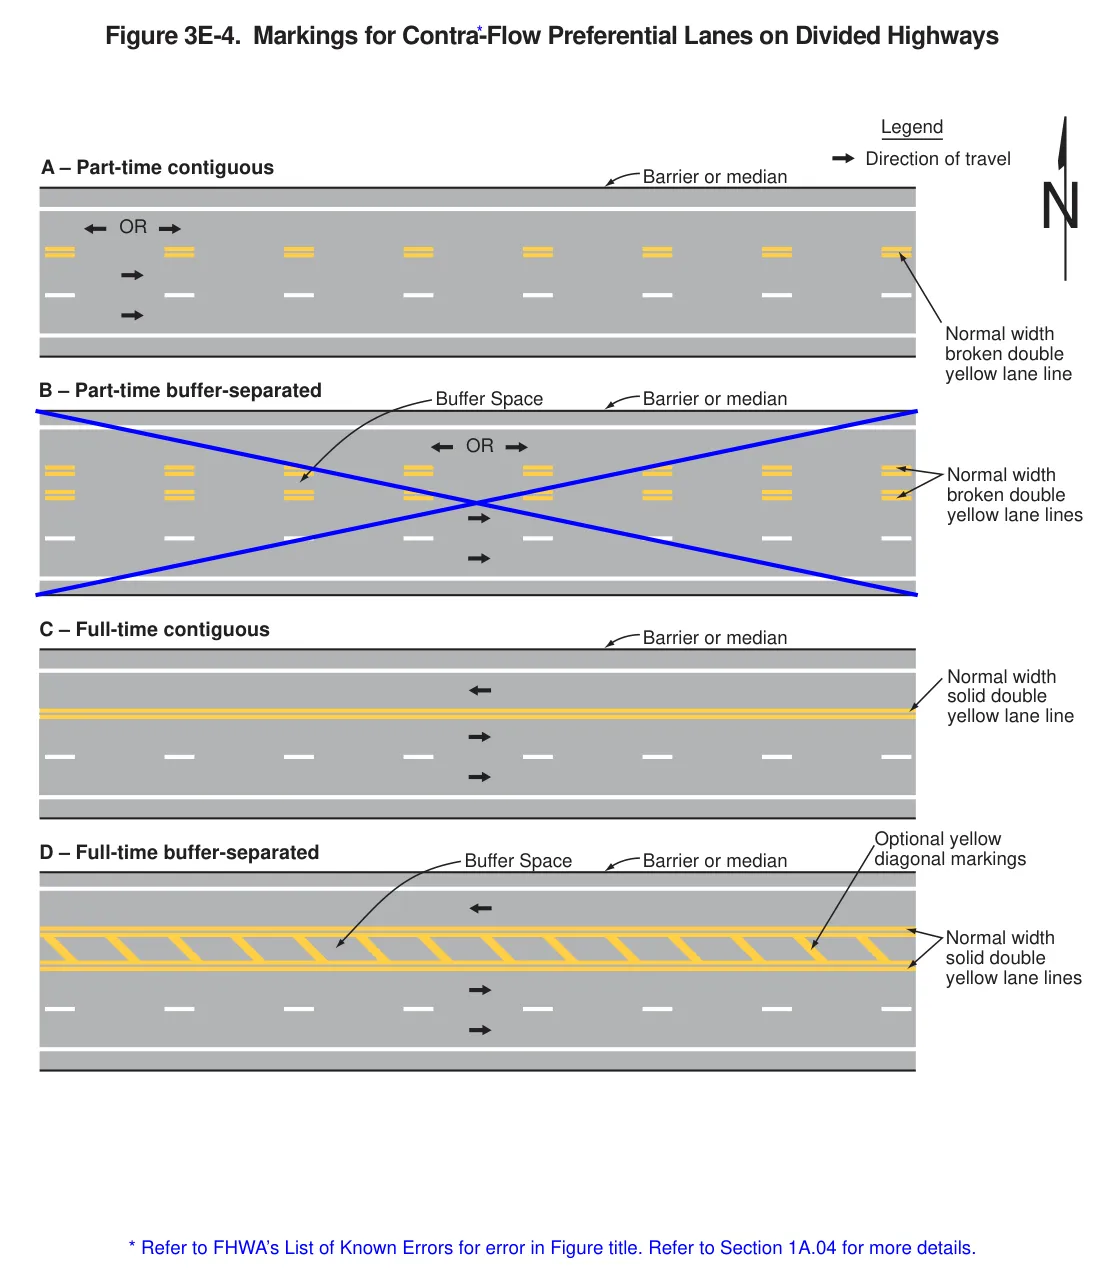 Figure 3E-4.  Markings for Contra*-Flow Preferential Lanes on Divided Highways
Legend
Direction of travel
N
A – Part-time contiguous
Barrier or median
OR
Normal width
broken double
yellow lane line
B – Part-time buffer-separated
Buffer Space
Barrier or median
OR
Normal width
broken double
yellow lane lines
C – Full-time contiguous
Barrier or median
Normal width
solid double
yellow lane line
D – Full-time buffer-separated
Buffer Space
Barrier or median
Optional yellow
diagonal markings
Normal width
solid double
yellow lane lines
* Refer to FHWA’s List of Known Errors for error in Figure title. Refer to Section 1A.04 for more details.